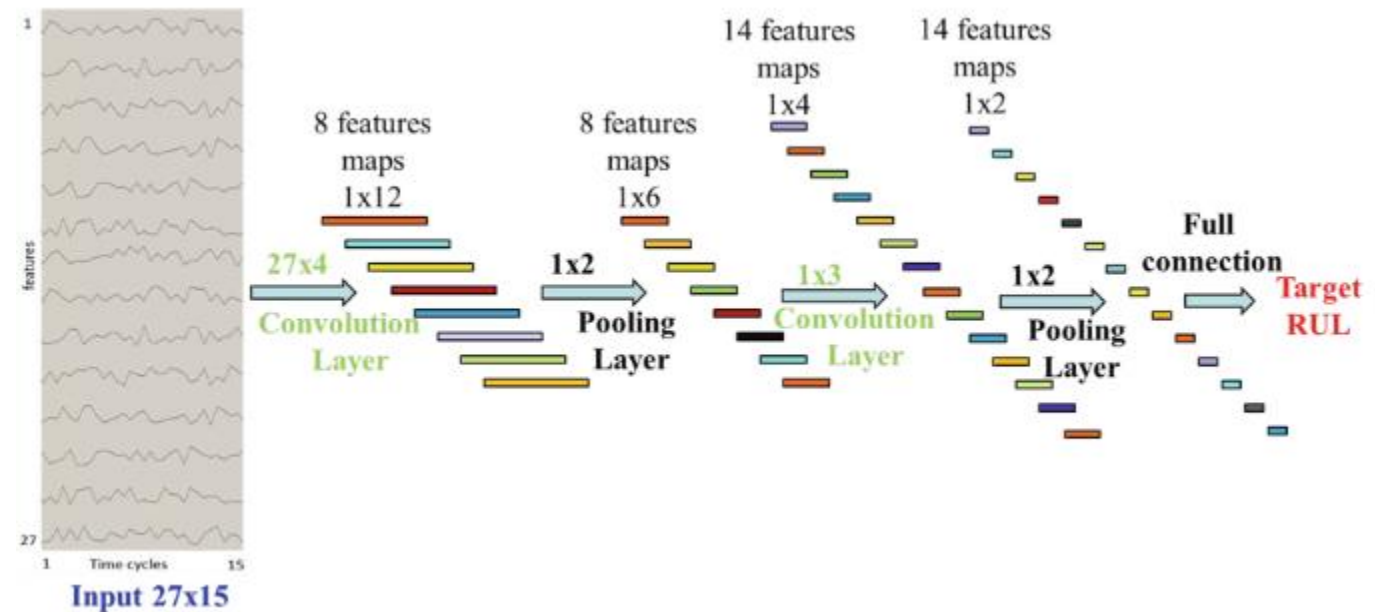 1
features
27
1
Time cycles
15
Input 27x15
27x4
Convolution
Layer
8 features
maps
1x12
1x2
Pooling
Layer
8 features
maps
1x6
1x3
Convolution
Layer
14 features
maps
1x4
1x2
Pooling
Layer
14 features
maps
1x2
Full
connection
Target
RUL